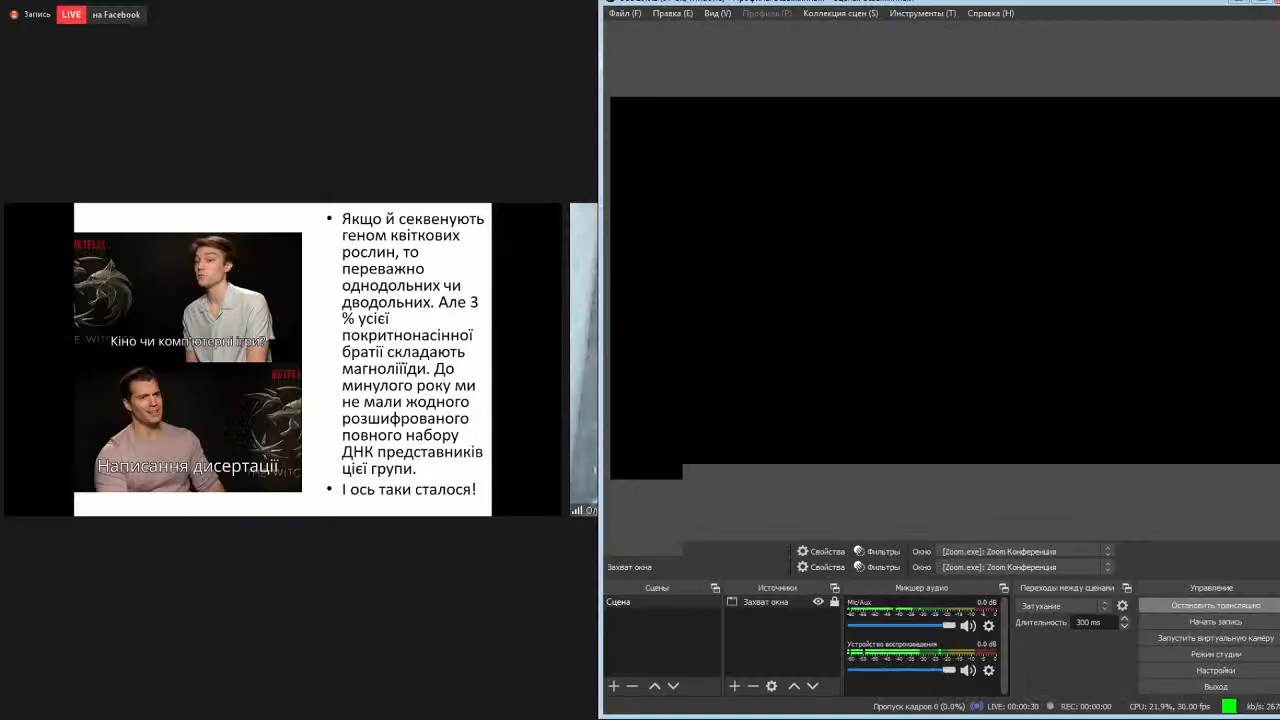 Запись
LIVE
на Facebook
Якщо й секвенують
геном квіткових
рослин, то
переважно
однодольних чи
дводольних. Але 3
% усієї
покритнонасінної
братії складають
магноліїїди. До
минулого року ми
не мали жодного
розшифрованого
повного набору
ДНК представників
цієї групи.
І ось таки сталося!
Кіно чи комп'ютерні ігри?
NETFLIX
Написання дисертації
Файл (F)
Правка (E)
Вид (V)
Профиль (P)
Коллекция сцен (S)
Инструменты (T)
Справка (H)
Свойства
Фильтры
Окно
[Zoom.exe]: Zoom Конференция
Захват окна
Свойства
Фильтры
Окно
[Zoom.exe]: Zoom Конференция
Сцены
Источники
Микшер аудио
Переходы между сценами
Управление
Сцена
Захват окна
Mic/Aux
0.0 dB
Устройство воспроизведения
0.0 dB
Затухание
Длительность
300 ms
Остановить трансляцию
Начать запись
Запустить виртуальную камеру
Режим студии
Настройки
Выход
Пропуск кадров 0 (0.0%)
LIVE: 00:00:30
REC: 00:00:00
CPU: 21.9%, 30.00 fps